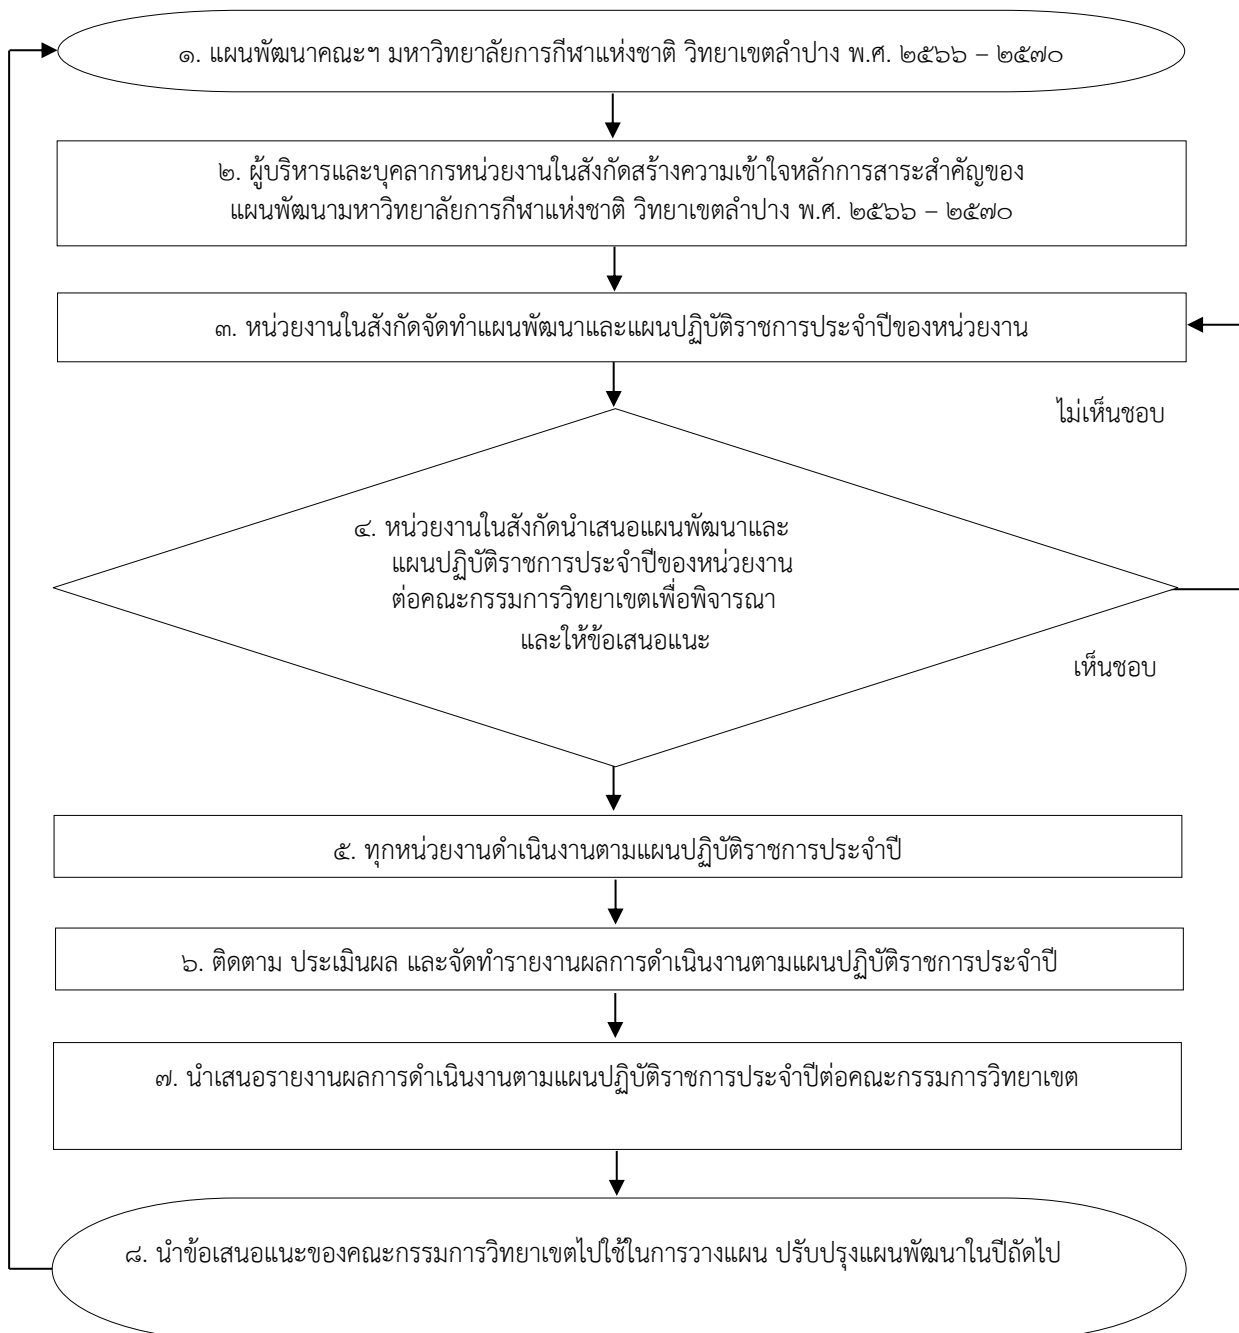 ๑. แผนพัฒนาคณะฯ มหาวิทยาลัยการกีฬาแห่งชาติ วิทยาเขตลำปาง พ.ศ. ๒๕๖๖ – ๒๕๗๐
๒. ผู้บริหารและบุคลากรหน่วยงานในสังกัดสร้างความเข้าใจหลักการสาระสำคัญของ
แผนพัฒนามหาวิทยาลัยการกีฬาแห่งชาติ วิทยาเขตลำปาง พ.ศ. ๒๕๖๖ – ๒๕๗๐
๓. หน่วยงานในสังกัดจัดทำแผนพัฒนาและแผนปฏิบัติราชการประจำปีของหน่วยงาน
ไม่เห็นชอบ
๔. หน่วยงานในสังกัดนำเสนอแผนพัฒนาและ
แผนปฏิบัติราชการประจำปีของหน่วยงาน
ต่อคณะกรรมการวิทยาเขตเพื่อพิจารณา
และให้ข้อเสนอแนะ
เห็นชอบ
๕. ทุกหน่วยงานดำเนินงานตามแผนปฏิบัติราชการประจำปี
๖. ติดตาม ประเมินผล และจัดทำรายงานผลการดำเนินงานตามแผนปฏิบัติราชการประจำปี
๗. นำเสนอรายงานผลการดำเนินงานตามแผนปฏิบัติราชการประจำปีต่อคณะกรรมการวิทยาเขต
๘. นำข้อเสนอแนะของคณะกรรมการวิทยาเขตไปใช้ในการวางแผน ปรับปรุงแผนพัฒนาในปีถัดไป